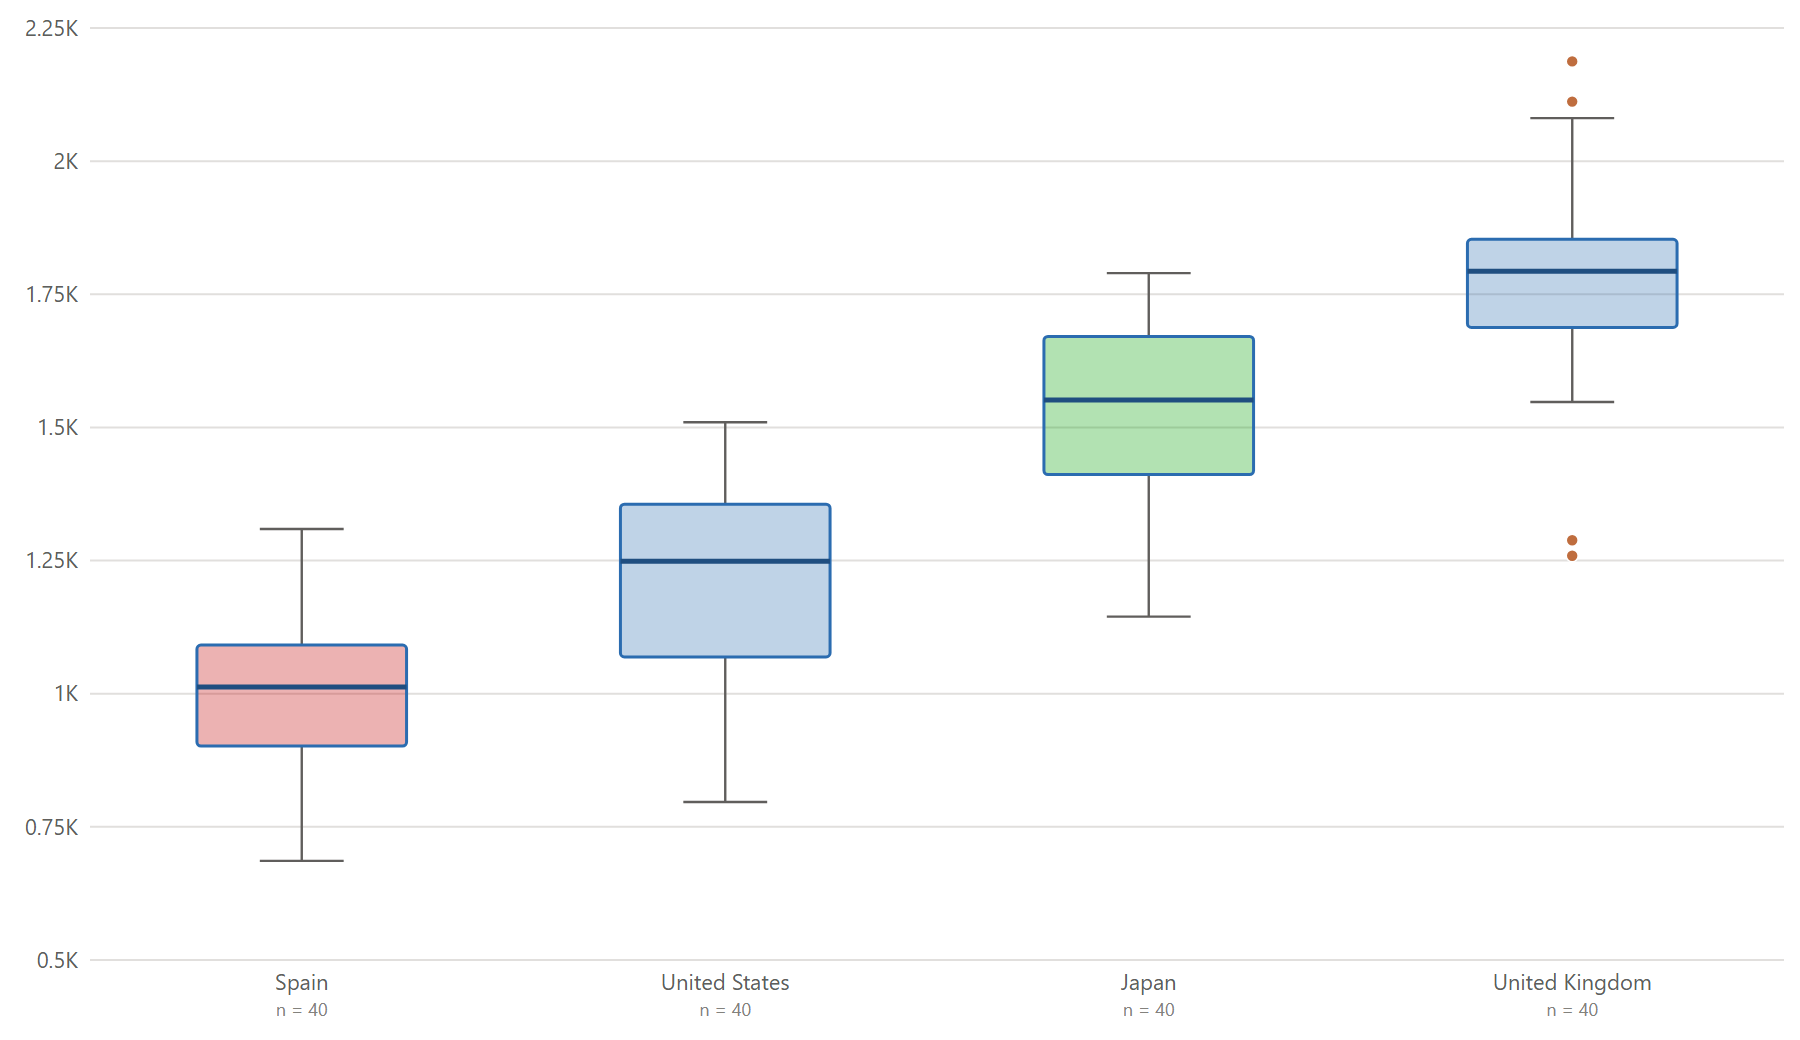 2.25K
2K
1.75K
1.5K
1.25K
1K
0.75K
0.5K
Spain
n = 40
United States
n = 40
Japan
n = 40
United Kingdom
n = 40